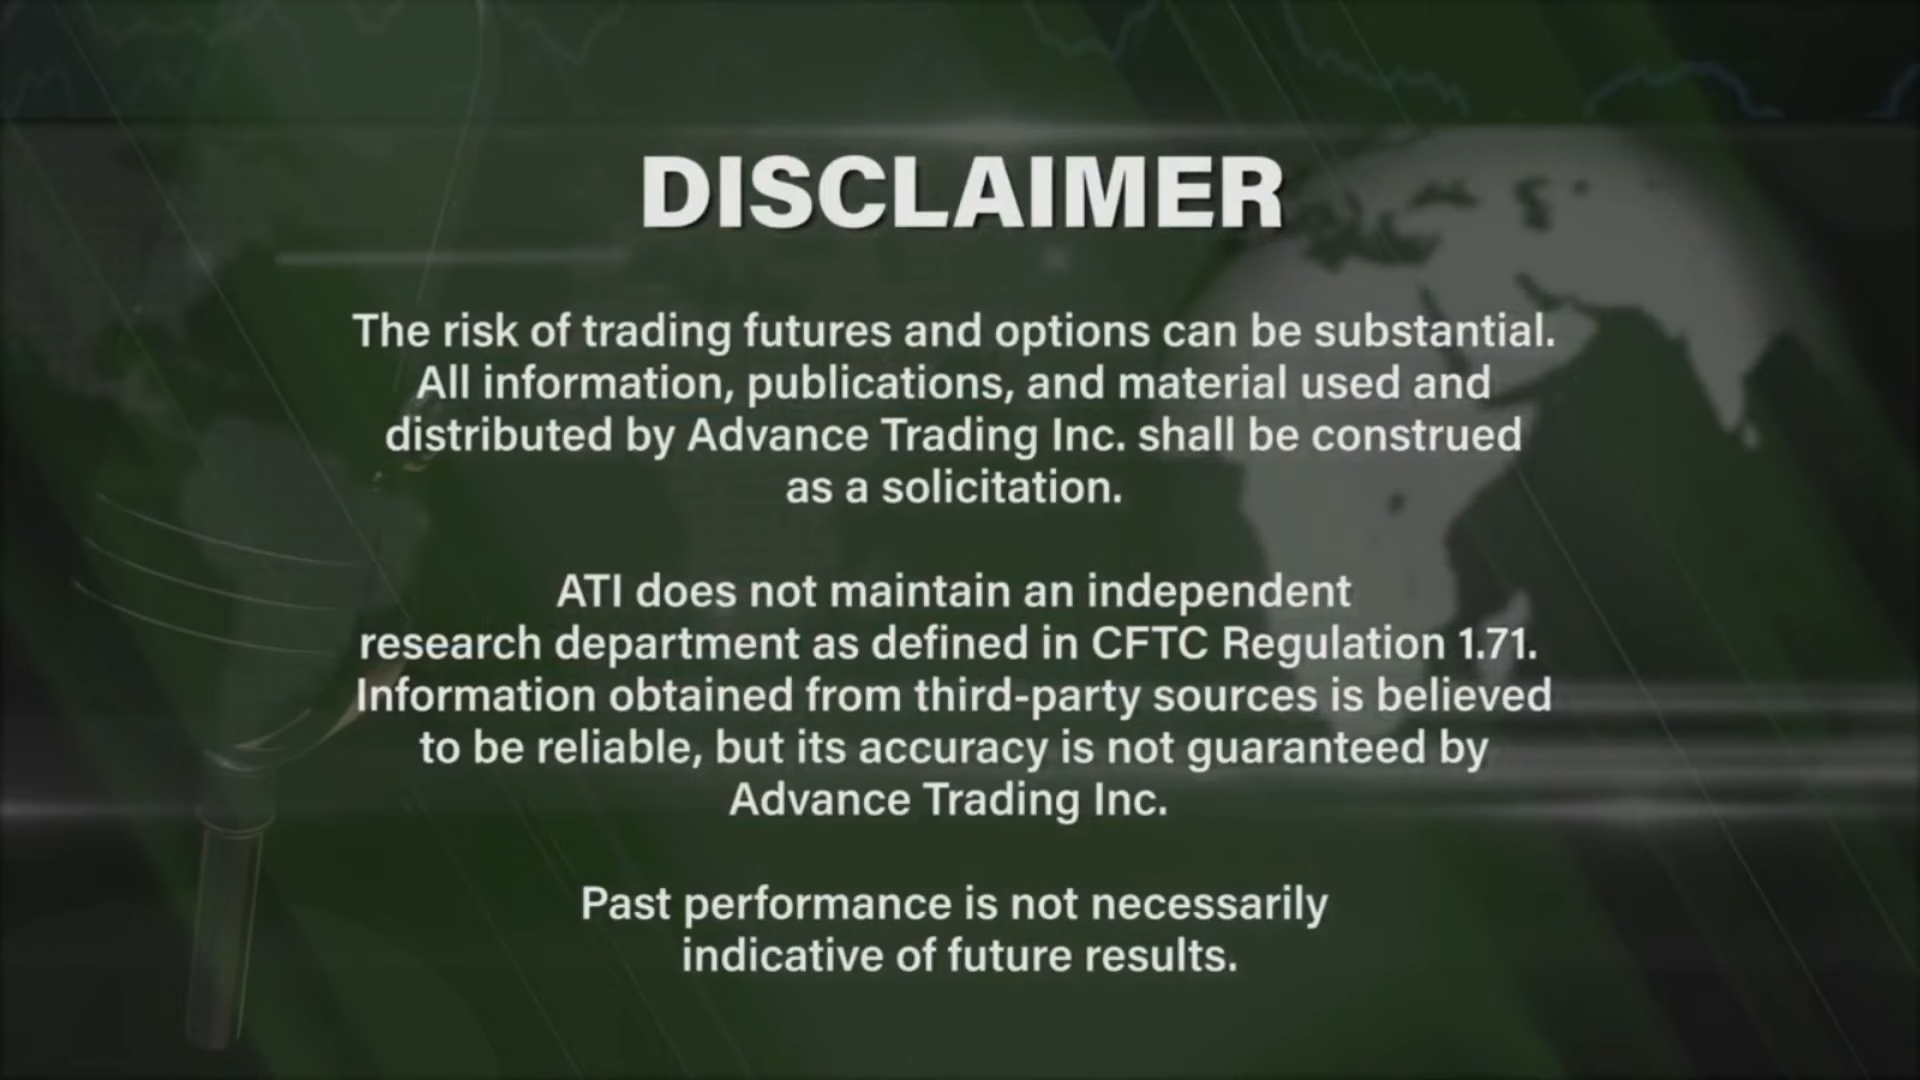 DISCLAIMER
The risk of trading futures and options can be substantial.
All information, publications, and material used and
distributed by Advance Trading Inc. shall be construed
as a solicitation.
ATI does not maintain an independent
research department as defined in CFTC Regulation 1.71.
Information obtained from third-party sources is believed
to be reliable, but its accuracy is not guaranteed by
Advance Trading Inc.
Past performance is not necessarily
indicative of future results.